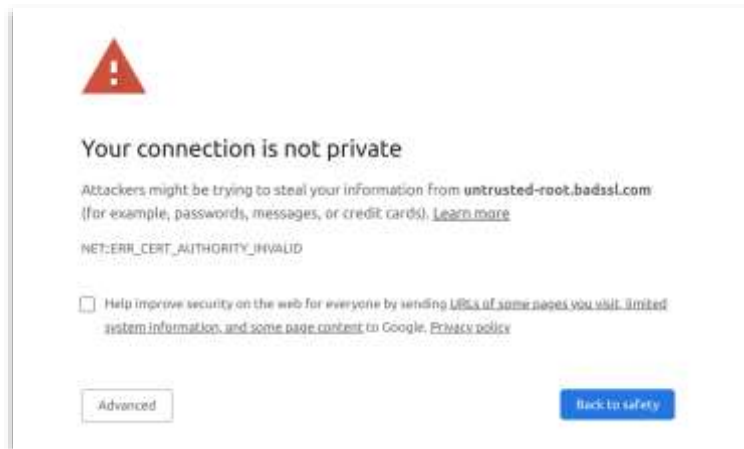 Your connection is not private
Attackers might be trying to steal your information from untrusted-root.badssl.com
(for example, passwords, messages, or credit cards). Learn more
NET::ERR_CERT_AUTHORITY_INVALID
Help improve security on the web for everyone by sending URLs of some pages you visit, limited
system information, and some page content to Google. Privacy policy
Advanced
Back to safety